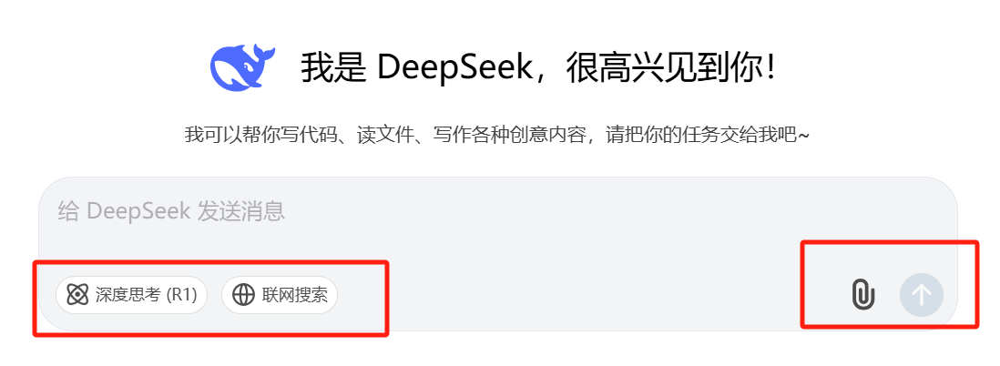 我是 DeepSeek，很高兴见到你！
我可以帮你写代码、读文件、写作各种创意内容，请把你的任务交给我吧~
给 DeepSeek 发送消息
深度思考 (R1) 联网搜索